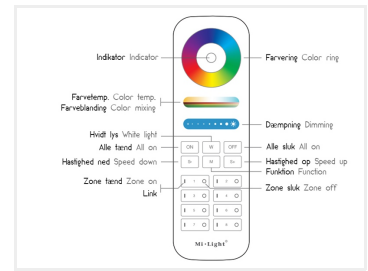 Indikator Indicator
Farvering Color ring
Farvetemp. Color temp.
Farveblanding Color mixing
Dæmpning Dimming
Hvidt lys White light
Alle tænd All on
ON W OFF
Alle sluk All on
Hastighed ned Speed down
S- M S+
Hastighed op Speed up
Funktion Function
Zone tænd Zone on
Link
Zone sluk Zone off
Mi·Light®